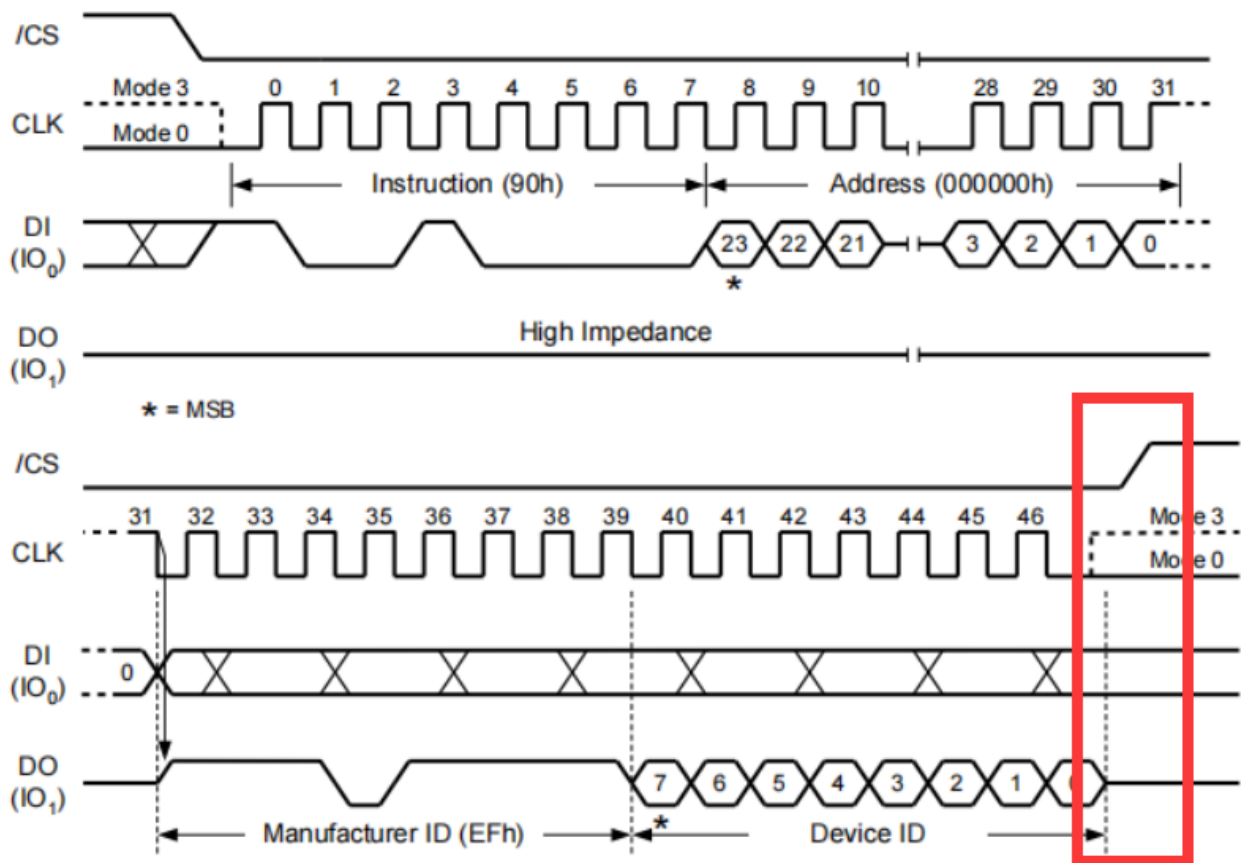 /CS
Mode 3 0 1 2 3 4 5 6 7 8 9 10 28 29 30 31
CLK
Mode 0
Instruction (90h) Address (000000h)
DI
(IO0) 23 22 21 3 2 1 0
*
DO High Impedance
(IO1)
* = MSB
/CS
31 32 33 34 35 36 37 38 39 40 41 42 43 44 45 46 Mode 3
CLK
Mode 0
DI
(IO0) 0
DO
(IO1) 7 6 5 4 3 2 1 0
*
Manufacturer ID (EFh) Device ID